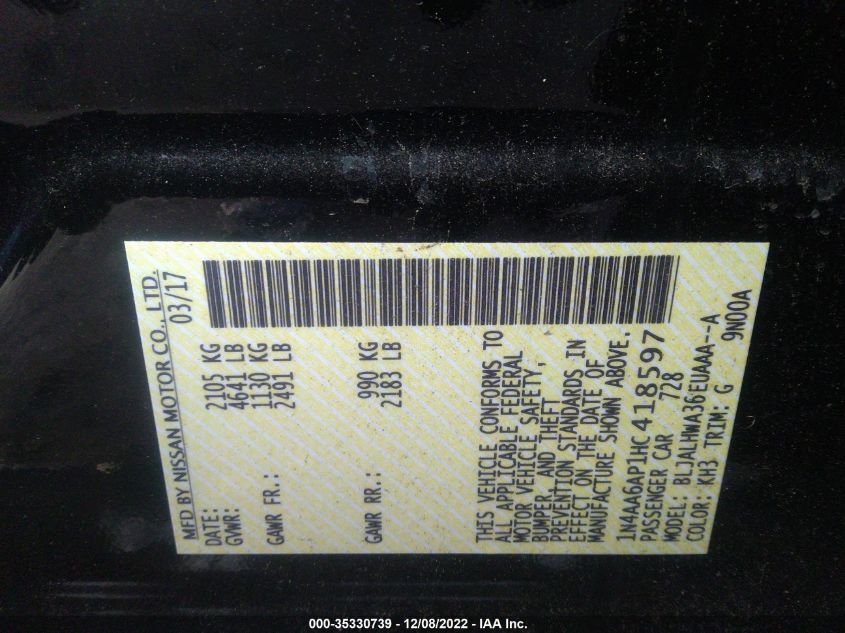 MFD BY NISSAN MOTOR CO., LTD.
DATE: 03/17
GVWR: 2105 KG
4641 LB
GAWR FR.: 1130 KG
2491 LB
GAWR RR.: 990 KG
2183 LB
THIS VEHICLE CONFORMS TO
ALL APPLICABLE FEDERAL
MOTOR VEHICLE SAFETY,
BUMPER, AND THEFT
PREVENTION STANDARDS IN
EFFECT ON THE DATE OF
MANUFACTURE SHOWN ABOVE.
1N4AA6AP1HC418597
PASSENGER CAR 728
MODEL: BLJALHWA36EUAAA--A
COLOR: KH3 TRIM: G 9N00A
000-35330739 - 12/08/2022 - IAA Inc.